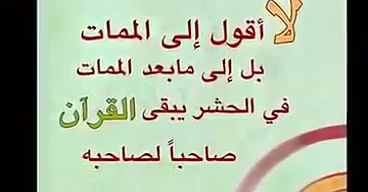 لا أقول إلى الممات
بل إلى مابعد الممات
في الحشر يبقى القرآن
صاحباً لصاحبه